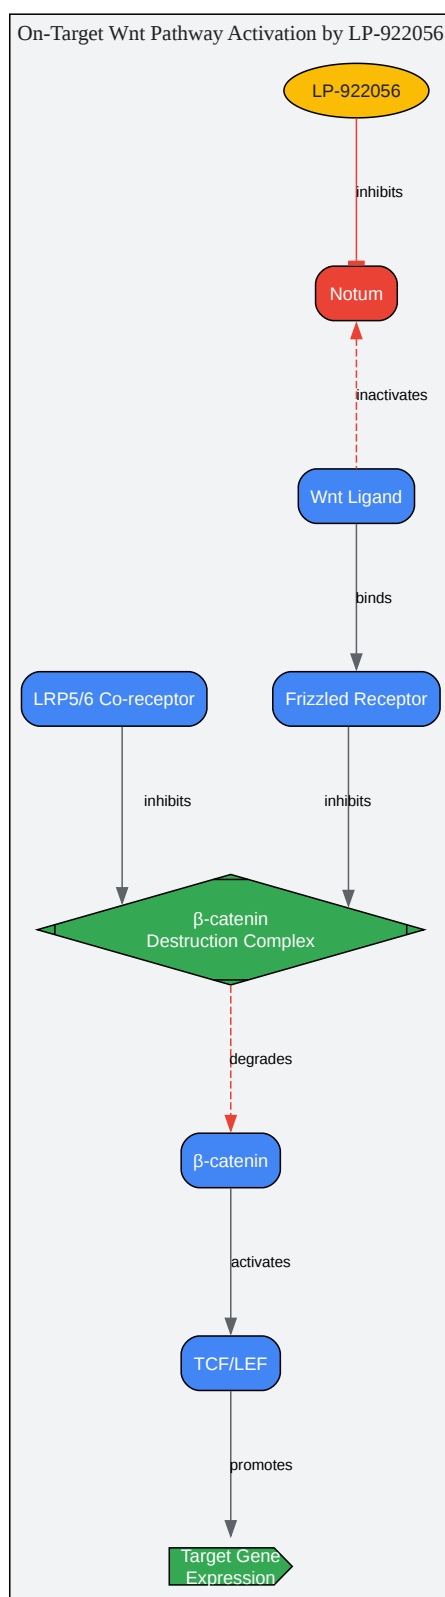 On-Target Wnt Pathway Activation by LP-922056
LP-922056
inhibits
Notum
inactivates
Wnt Ligand
binds
LRP5/6 Co-receptor
Frizzled Receptor
inhibits
inhibits
β-catenin
Destruction Complex
degrades
β-catenin
activates
TCF/LEF
promotes
Target Gene
Expression